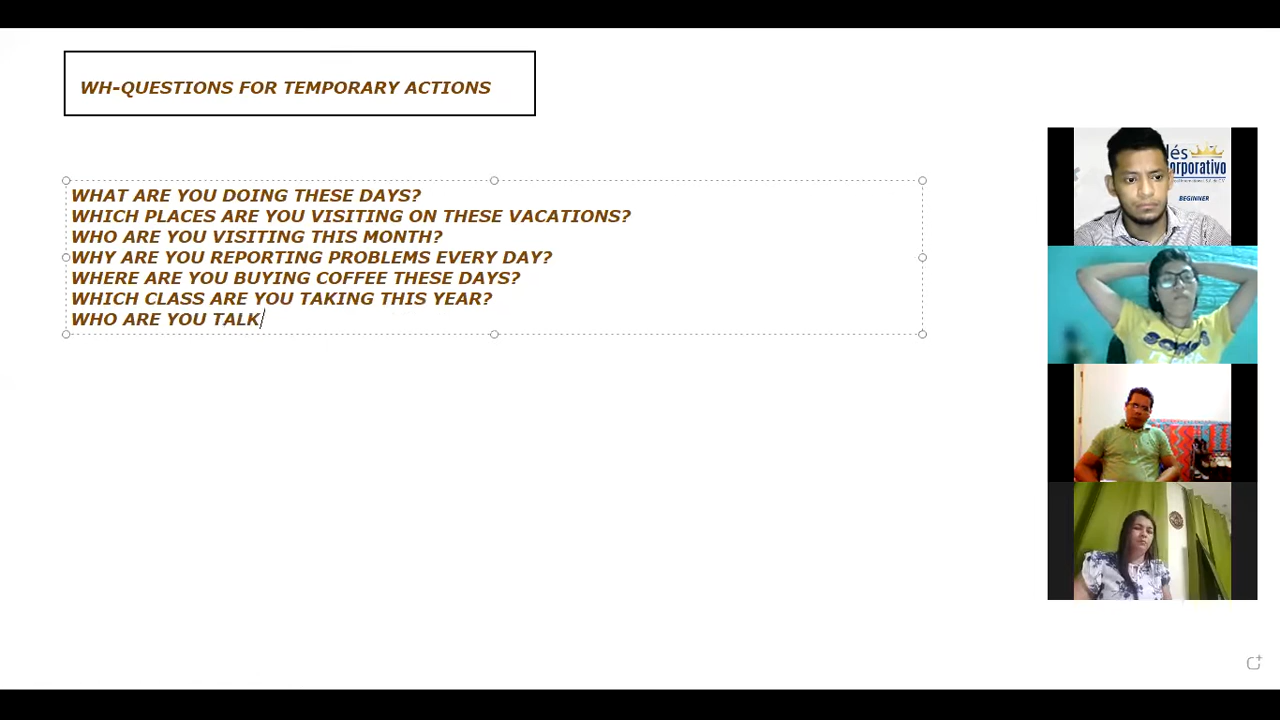 WH-QUESTIONS FOR TEMPORARY ACTIONS
WHAT ARE YOU DOING THESE DAYS?
WHICH PLACES ARE YOU VISITING ON THESE VACATIONS?
WHO ARE YOU VISITING THIS MONTH?
WHY ARE YOU REPORTING PROBLEMS EVERY DAY?
WHERE ARE YOU BUYING COFFEE THESE DAYS?
WHICH CLASS ARE YOU TAKING THIS YEAR?
WHO ARE YOU TALK
lés
orporativo
BEGINNER